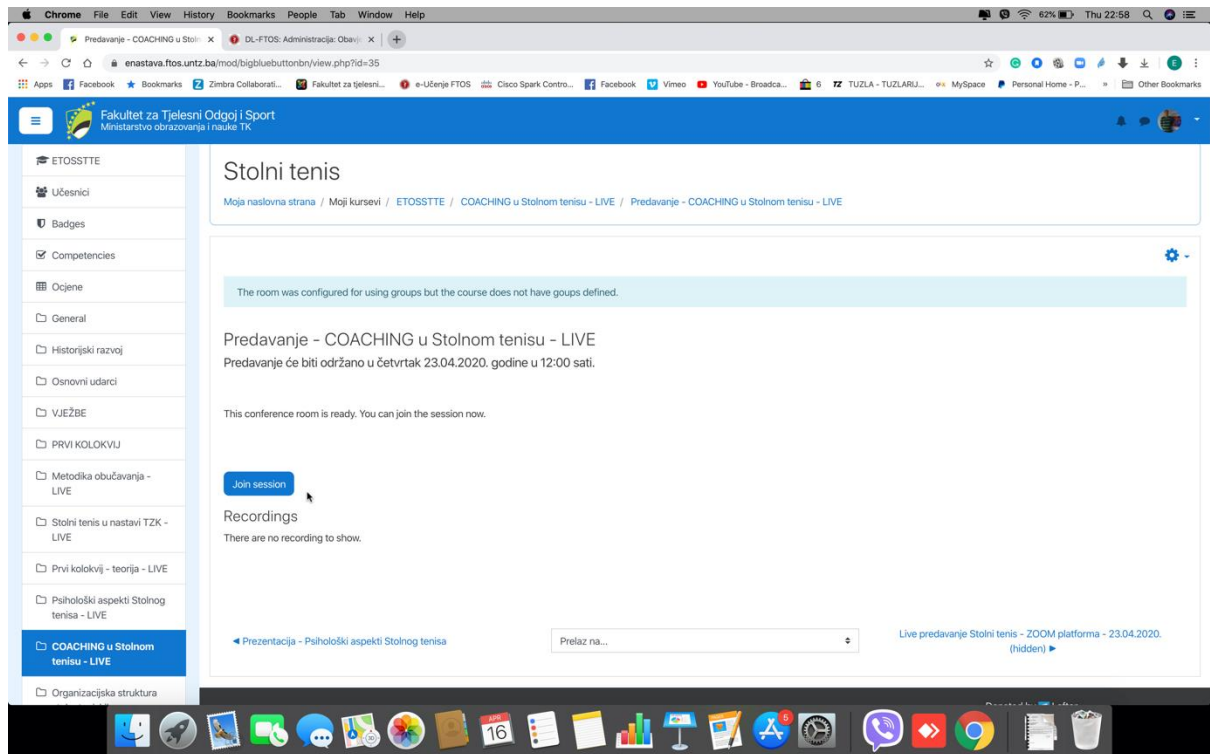 Chrome File Edit View History Bookmarks People Tab Window Help 62% Thu 22:58
Predavanje - COACHING u Stoln DL-FTOS: Administracija: Obavje
enastava.ftos.untz.ba/mod/bigbluebuttonbn/view.php?id=35
Apps Facebook Bookmarks Zimbra Collaborati... Fakultet za tjelesni... e-Učenje FTOS Cisco Spark Contro... Facebook Vimeo YouTube - Broadca... 6 TUZLA - TUZLARIJ... MySpace Personal Home - P... » Other Bookmarks
Fakultet za Tjelesni Odgoj i Sport
Ministarstvo obrazovanja i nauke TK
ETOSSTTE
Učesnici
Badges
Competencies
Ocjene
General
Historijski razvoj
Osnovni udarci
VJEŽBE
PRVI KOLOKVIJ
Metodika obučavanja -
LIVE
Stolni tenis u nastavi TZK -
LIVE
Prvi kolokvij - teorija - LIVE
Psihološki aspekti Stolnog
tenisa - LIVE
COACHING u Stolnom
tenisu - LIVE
Organizacijska struktura
Stolni tenis
Moja naslovna strana / Moji kursevi / ETOSSTTE / COACHING u Stolnom tenisu - LIVE / Predavanje - COACHING u Stolnom tenisu - LIVE
The room was configured for using groups but the course does not have goups defined.
Predavanje - COACHING u Stolnom tenisu - LIVE
Predavanje će biti održano u četvrtak 23.04.2020. godine u 12:00 sati.
This conference room is ready. You can join the session now.
Join session
Recordings
There are no recording to show.
◄ Prezentacija - Psihološki aspekti Stolnog tenisa
Prelaz na...
Live predavanje Stolni tenis - ZOOM platforma - 23.04.2020.
(hidden) ►
APR
16
5